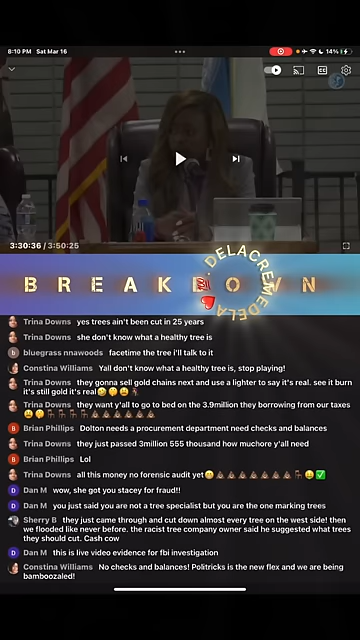 8:10 PM Sat Mar 16
14%
3:30:36 / 3:50:25
BREAKDOWN
DELACREMEDELA
Trina Downs yes trees ain't been cut in 25 years
Trina Downs she don't know what a healthy tree is
bluegrass nnawoods facetime the tree i'll talk to it
Constina Williams Yall don't know what a healthy tree is, stop playing!
Trina Downs they gonna sell gold chains next and use a lighter to say it's real. see it burn
it's still gold it's real
Trina Downs they want y'all to go to bed on the 3.9million they borrowing from our taxes
Brian Phillips Dolton needs a procurement department need checks and balances
Trina Downs they just passed 3million 555 thousand how muchore y'all need
Brian Phillips Lol
Trina Downs all this money no forensic audit yet
D Dan M wow, she got you stacey for fraud!!
D Dan M you just said you are not a tree specialist but you are the one marking trees
Sherry B they just came through and cut down almost every tree on the west side! then
we flooded like never before. the racist tree company owner said he suggested what trees
they should cut. Cash cow
D Dan M this is live video evidence for fbi investigation
Constina Williams No checks and balances! Politricks is the new flex and we are being
bamboozaled!